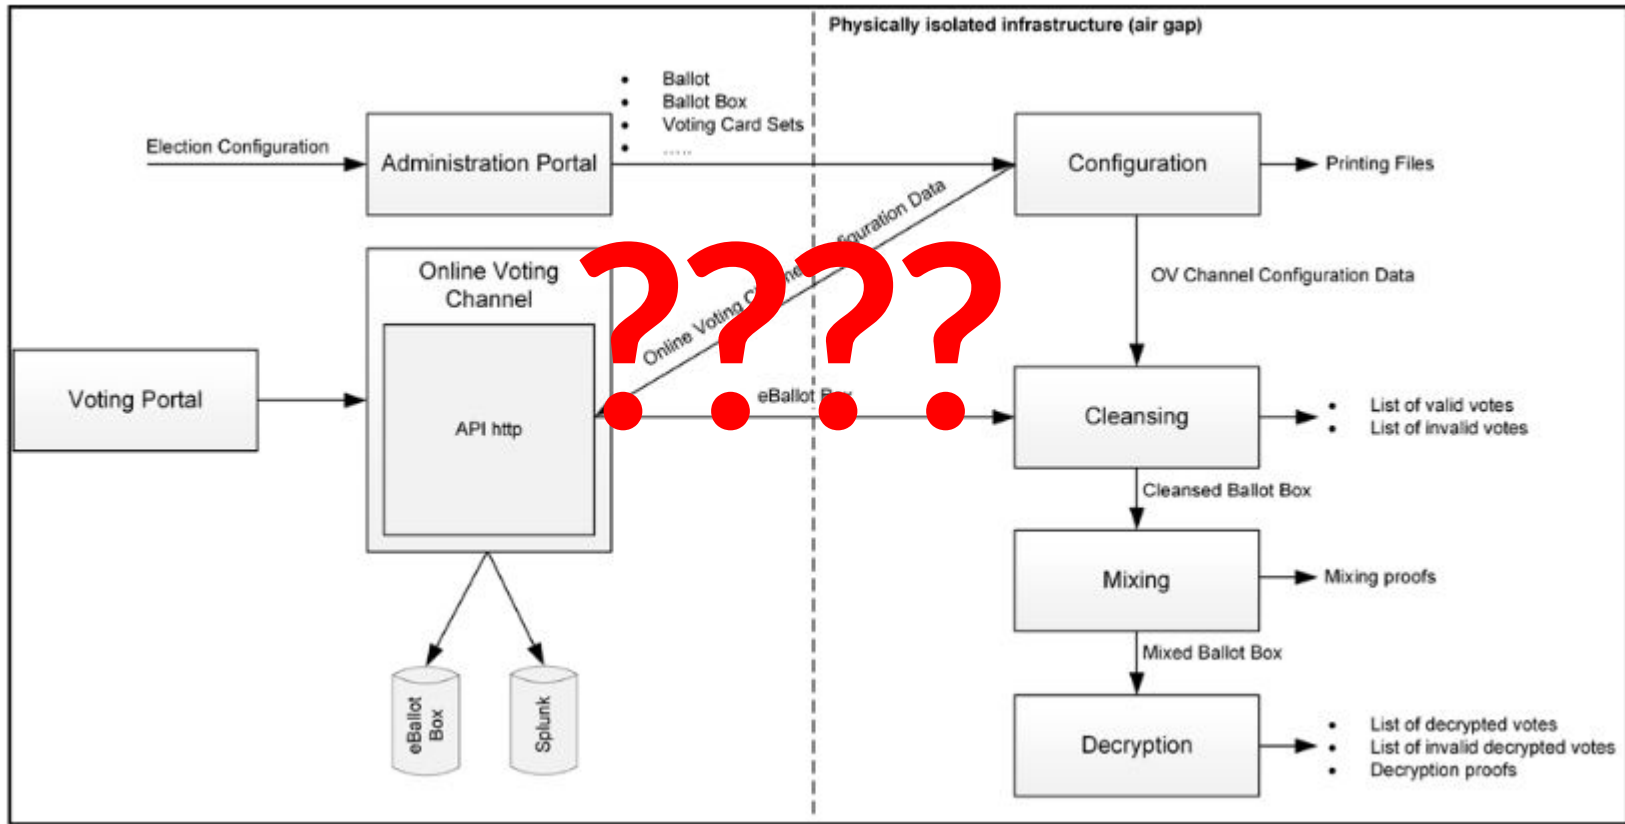 Physically isolated infrastructure (air gap)
• Ballot
• Ballot Box
• Voting Card Sets
• .....
Election Configuration
Administration Portal
Configuration
Printing Files
Online Voting
Channel
API http
Voting Portal
Online Voting
Data
????
OV Channel Configuration Data
eBallot
Cleansing
• List of valid votes
• List of invalid votes
Cleansed Ballot Box
Mixing
Mixing proofs
Mixed Ballot Box
Decryption
• List of decrypted votes
• List of invalid decrypted votes
• Decryption proofs
eBallot
Box
Splunk